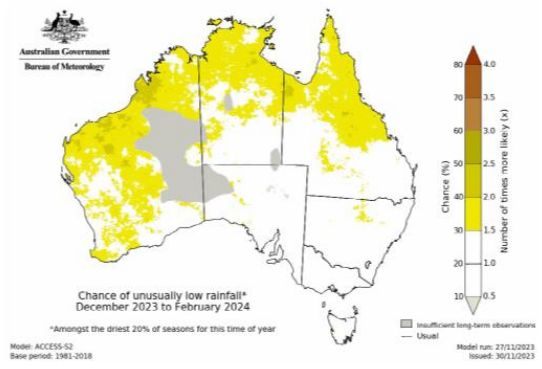 Australian Government
Bureau of Meteorology
Chance of unusually low rainfall*
December 2023 to February 2024
*Amongst the driest 20% of seasons for this time of year
Model: ACCESS-S2
Base period: 1981-2018
Chance (%)
80
70
60
50
40
30
20
10
4.0
3.5
3.0
2.5
2.0
1.5
1.0
0.5
Number of times more likely (x)
Insufficient long-term observations
Usual
Model run: 27/11/2023
Issued: 30/11/2023